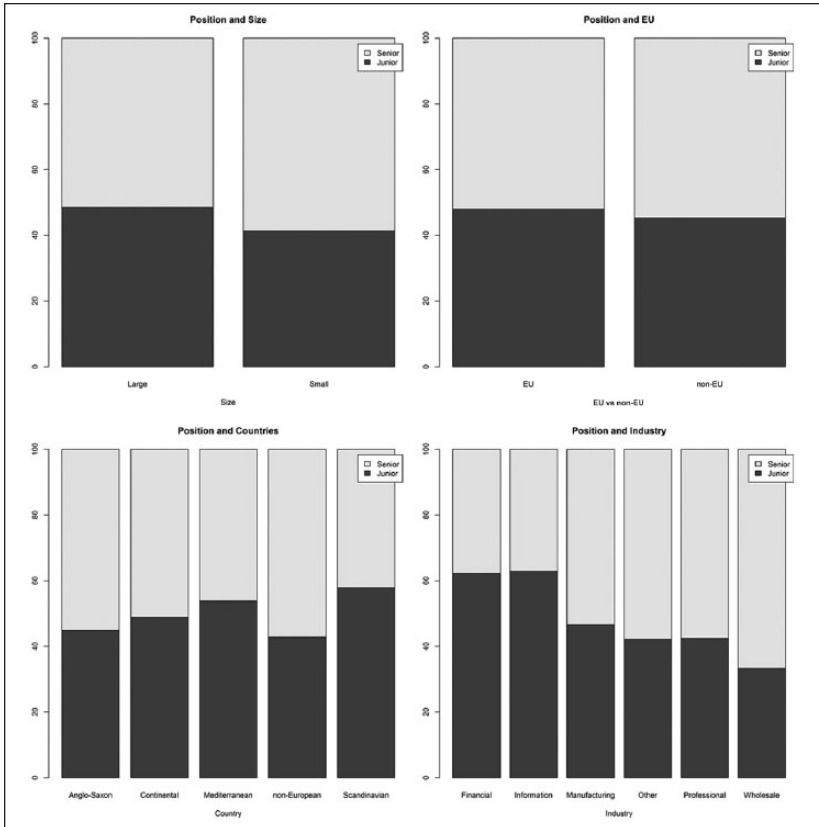 Position and Size
100
80
60
40
20
0
Senior
Junior
Large Small
Size
Position and EU
100
80
60
40
20
0
Senior
Junior
EU non-EU
EU vs non-EU
Position and Countries
100
80
60
40
20
0
Senior
Junior
Anglo-Saxon Continental Mediterranean non-European Scandinavian
Country
Position and Industry
100
80
60
40
20
0
Senior
Junior
Financial Information Manufacturing Other Professional Wholesale
Industry